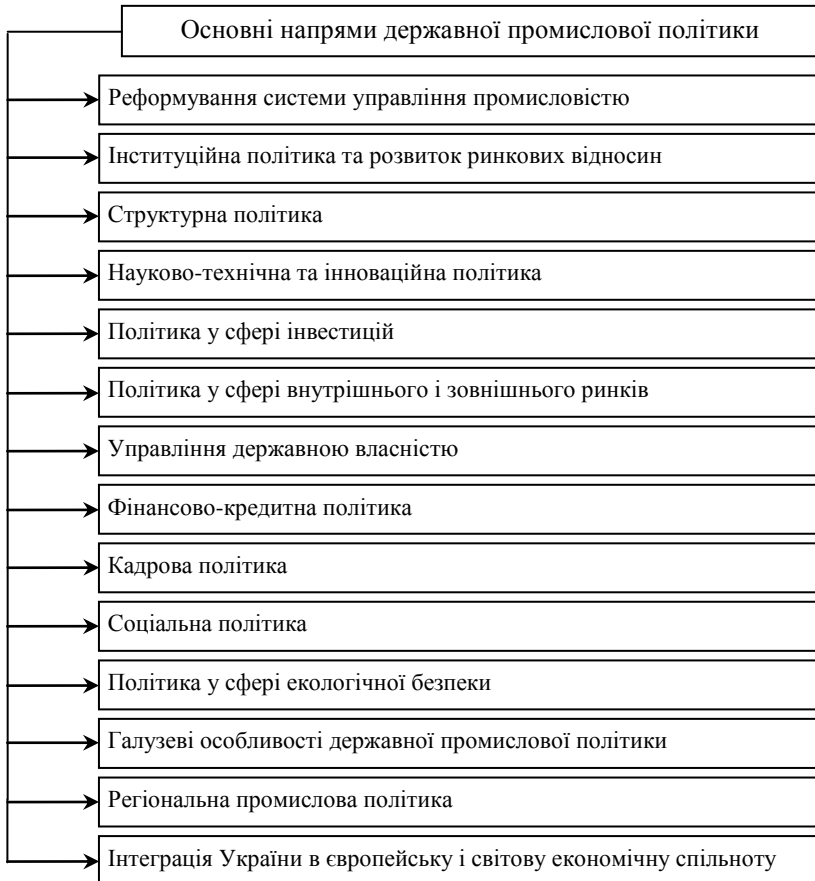 Основні напрями державної промислової політики
Реформування системи управління промисловістю
Інституційна політика та розвиток ринкових відносин
Структурна політика
Науково-технічна та інноваційна політика
Політика у сфері інвестицій
Політика у сфері внутрішнього і зовнішнього ринків
Управління державною власністю
Фінансово-кредитна політика
Кадрова політика
Соціальна політика
Політика у сфері екологічної безпеки
Галузеві особливості державної промислової політики
Регіональна промислова політика
Інтеграція України в європейську і світову економічну спільноту